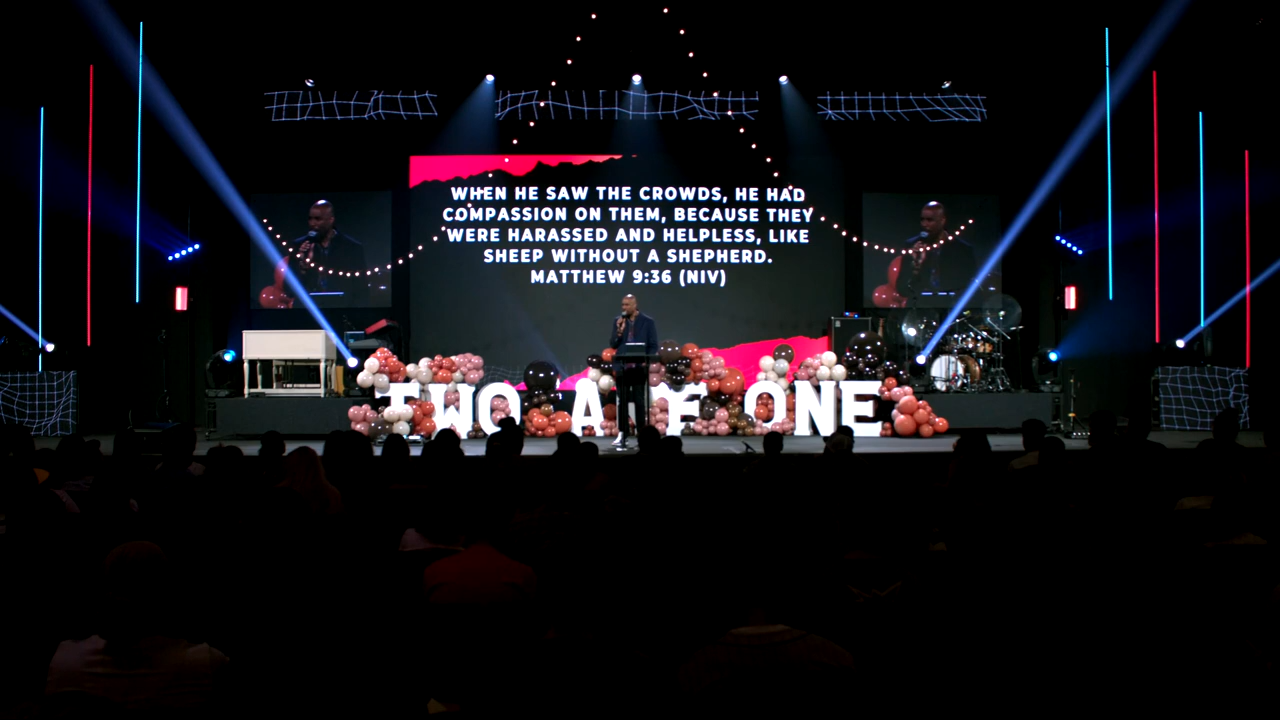 WHEN HE SAW THE CROWDS, HE HAD
COMPASSION ON THEM, BECAUSE THEY
WERE HARASSED AND HELPLESS, LIKE
SHEEP WITHOUT A SHEPHERD.
MATTHEW 9:36 (NIV)
TWO ONE